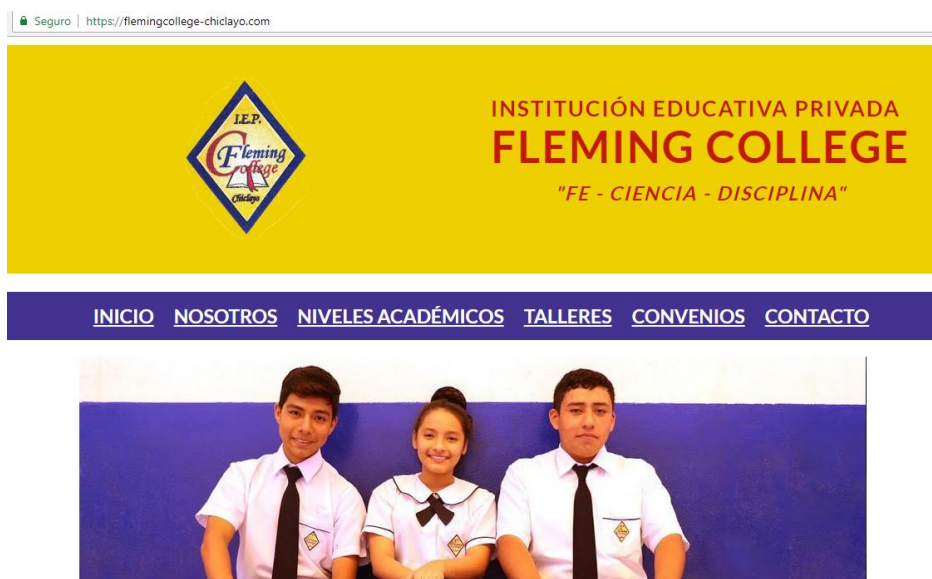 Seguro | https://flemingcollege-chiclayo.com
I.E.P.
Fleming
College
Chiclayo
INSTITUCIÓN EDUCATIVA PRIVADA
FLEMING COLLEGE
"FE - CIENCIA - DISCIPLINA"
INICIO NOSOTROS NIVELES ACADÉMICOS TALLERES CONVENIOS CONTACTO